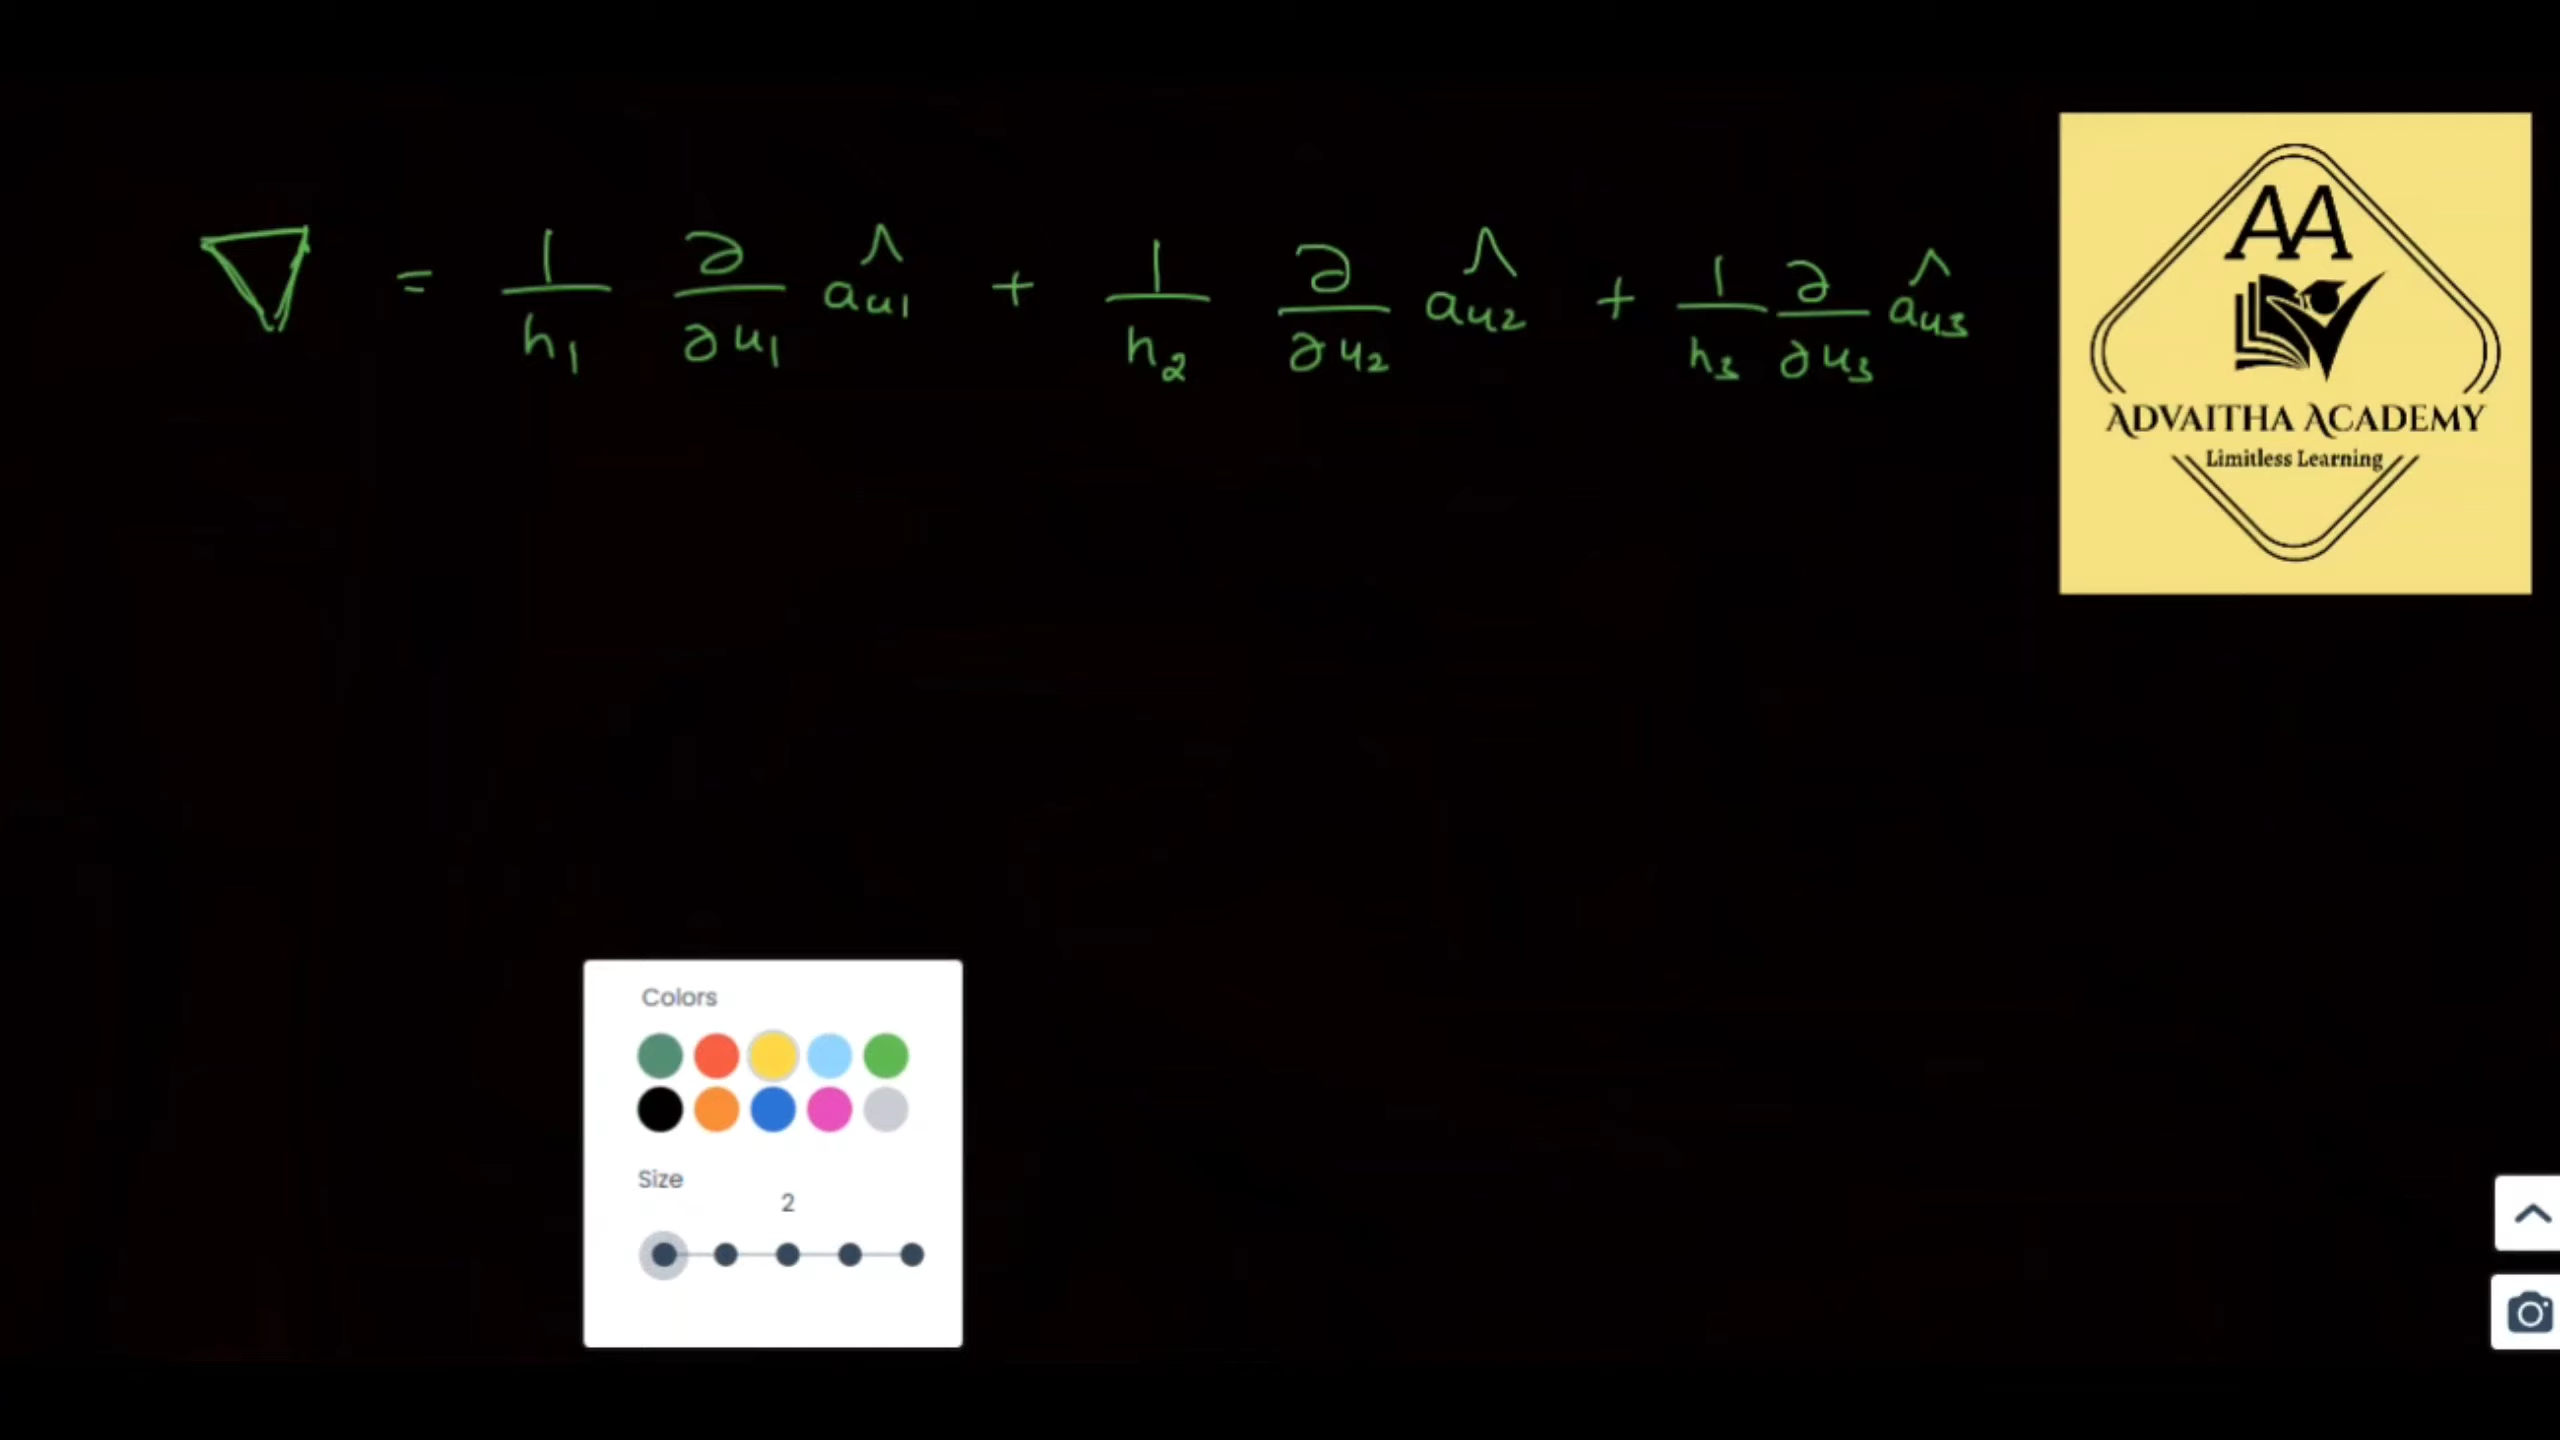 ∇ = 1/h₁ ∂/∂u₁ âu₁ + 1/h₂ ∂/∂u₂ âu₂ + 1/h₃ ∂/∂u₃ âu₃
AA
ADVAITHA ACADEMY
Limitless Learning
Colors
Size
2